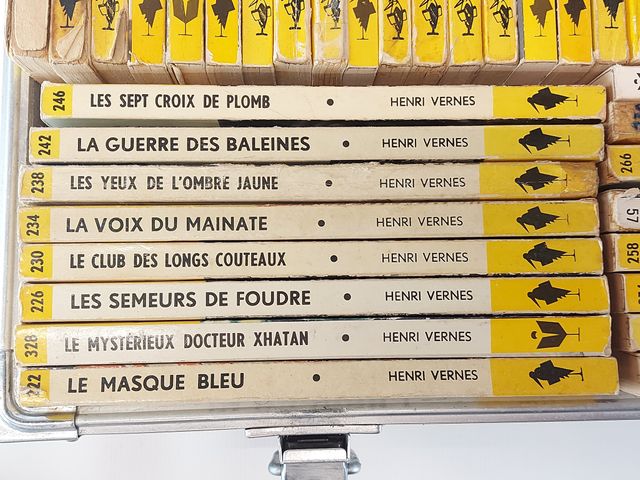 246 LES SEPT CROIX DE PLOMB • HENRI VERNES
242 LA GUERRE DES BALEINES • HENRI VERNES
238 LES YEUX DE L'OMBRE JAUNE • HENRI VERNES
234 LA VOIX DU MAINATE • HENRI VERNES
230 LE CLUB DES LONGS COUTEAUX • HENRI VERNES
226 LES SEMEURS DE FOUDRE • HENRI VERNES
328 LE MYSTÉRIEUX DOCTEUR XHATAN • HENRI VERNES
222 LE MASQUE BLEU • HENRI VERNES
266
57
258